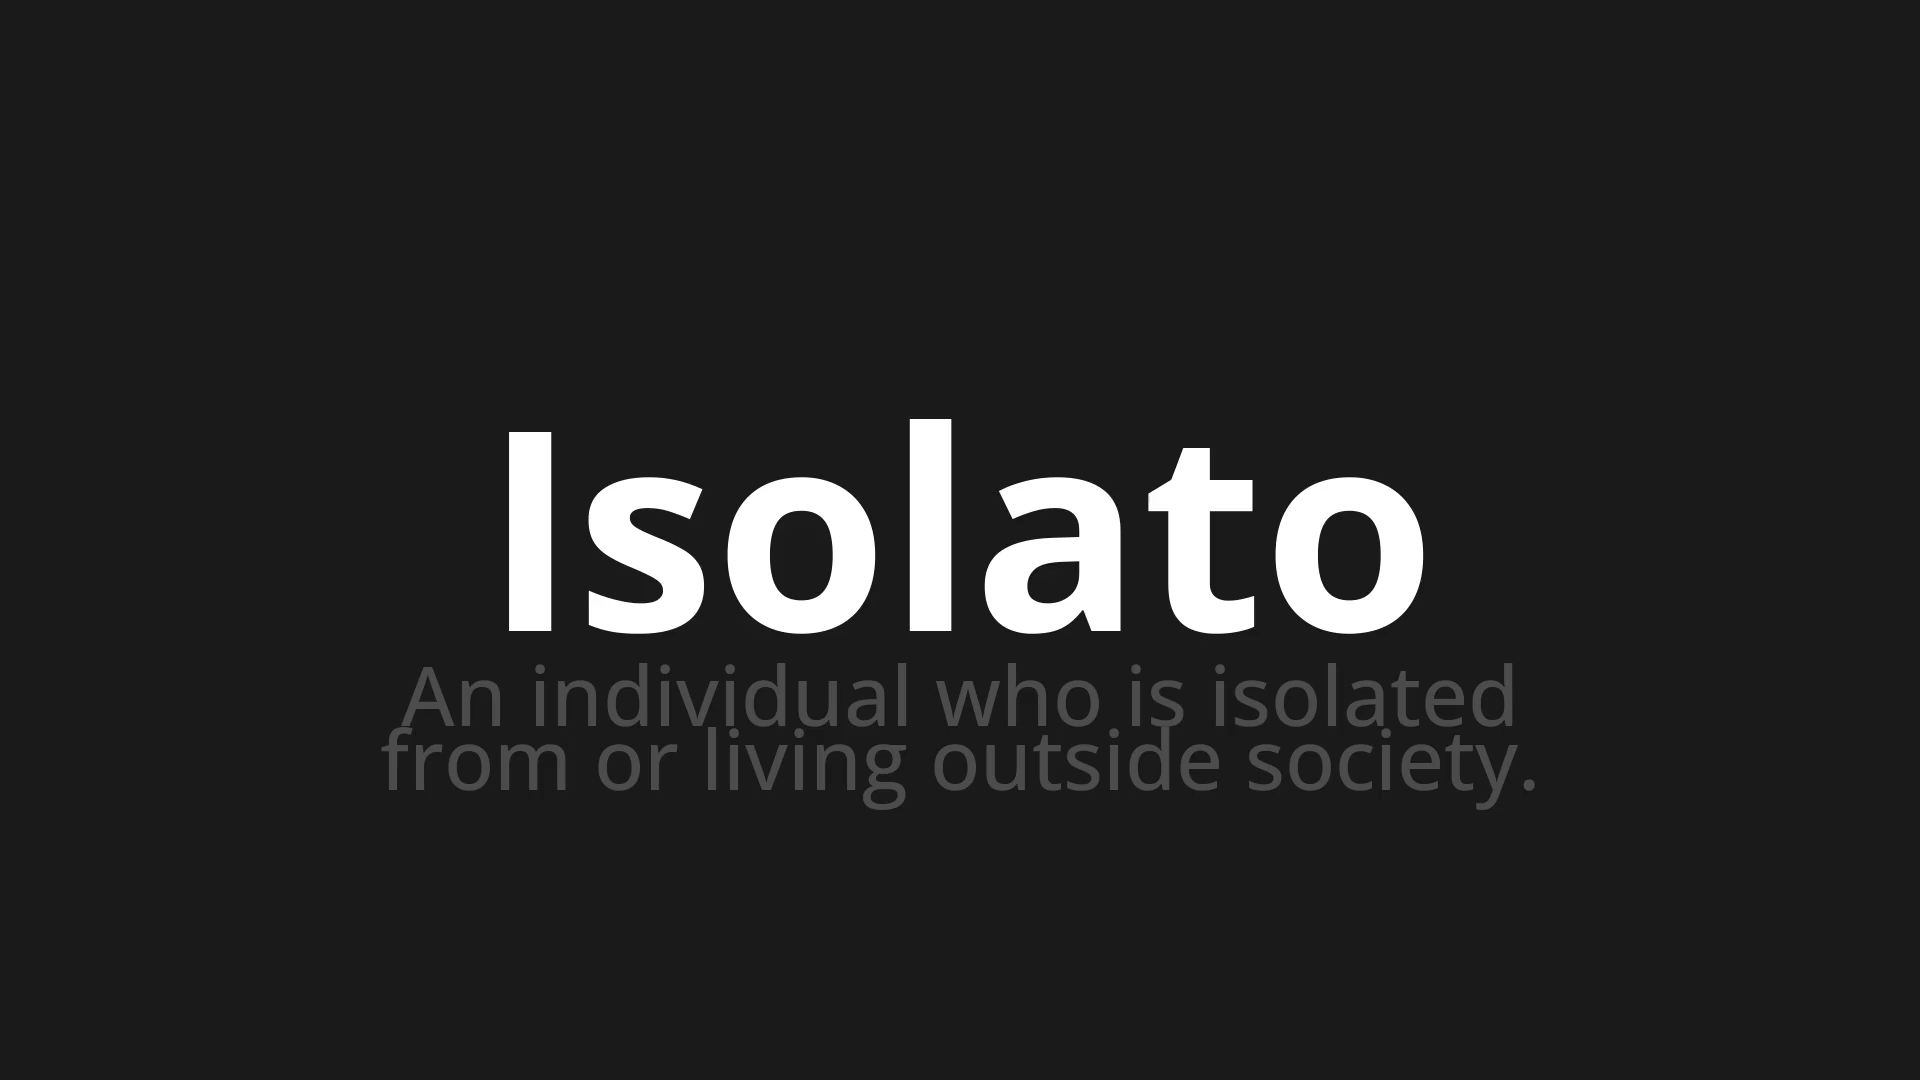 Isolato
An individual who is isolated
from or living outside society.